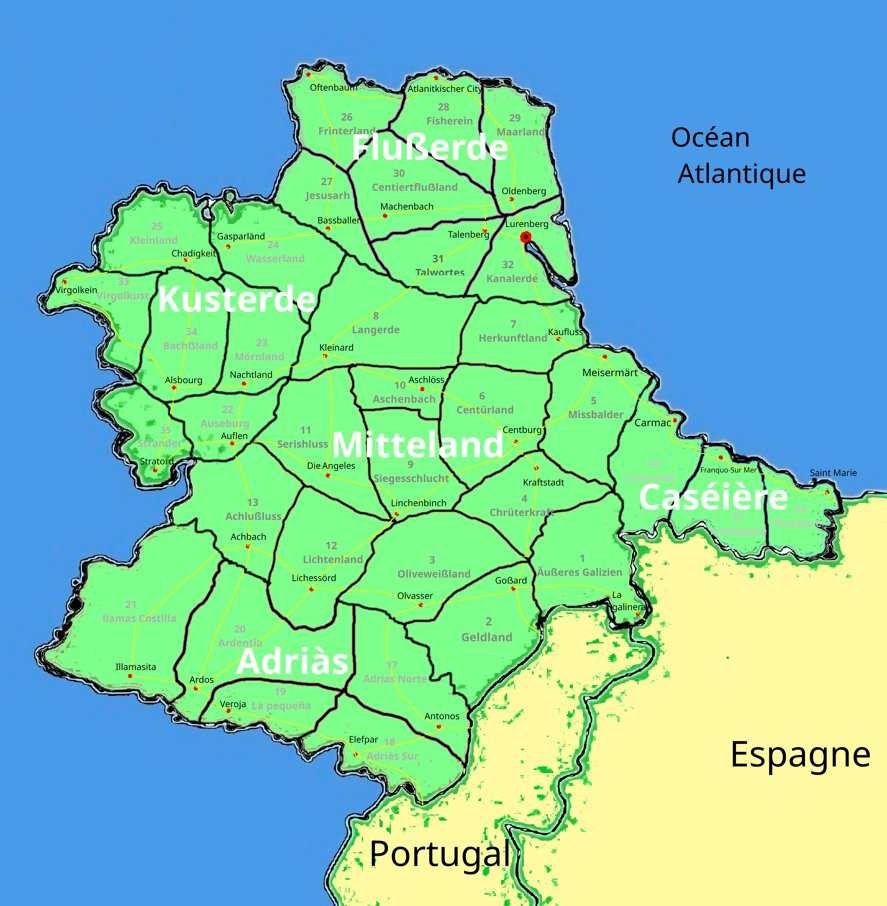 Oftenbaum
Atlanitkischer City
26
Frinterland
28
Fisherein
29
Maarland
Océan
Atlantique
Flußerde
27
Jesusarh
30
Centiertflußland
Oldenberg
Machenbach
Bassballer
Talenberg
Lurenberg
25
Kleinland
Gasparländ
24
Wasserland
Chadigkeit
31
Talwortes
32
Kanalerde
Virgolkein
33
Virgolkust
Kusterde
8
Langerde
7
Herkunftland
Kaufluss
34
Bachßland
23
Mörnland
Kleinard
Meisermärt
Alsbourg
Nachtland
Aschlöss
10
Aschenbach
6
Centürland
5
Missbalder
22
Auseburg
35
Strander
Auflen
11
Serishluss
Mitteland
Centburg
Carmac
Stratord
Die Angeles
9
Siegesschlucht
Kraftstadt
Franquo-Sur Mer
Saint Marie
Caséière
13
Achlußluss
Linchenbinch
4
Chrüterkraft
Achbach
12
Lichtenland
3
Oliveweißland
1
Äußeres Galizien
Lichessörd
Olvasser
Goßard
La
galinera
21
llamas Costilla
20
Ardentia
2
Geldland
Adriàs
Illamasita
Ardos
17
Adrias Norte
19
La pequeña
Veroja
Antonos
Elefpar
18
Adriàs Sur
Espagne
Portugal